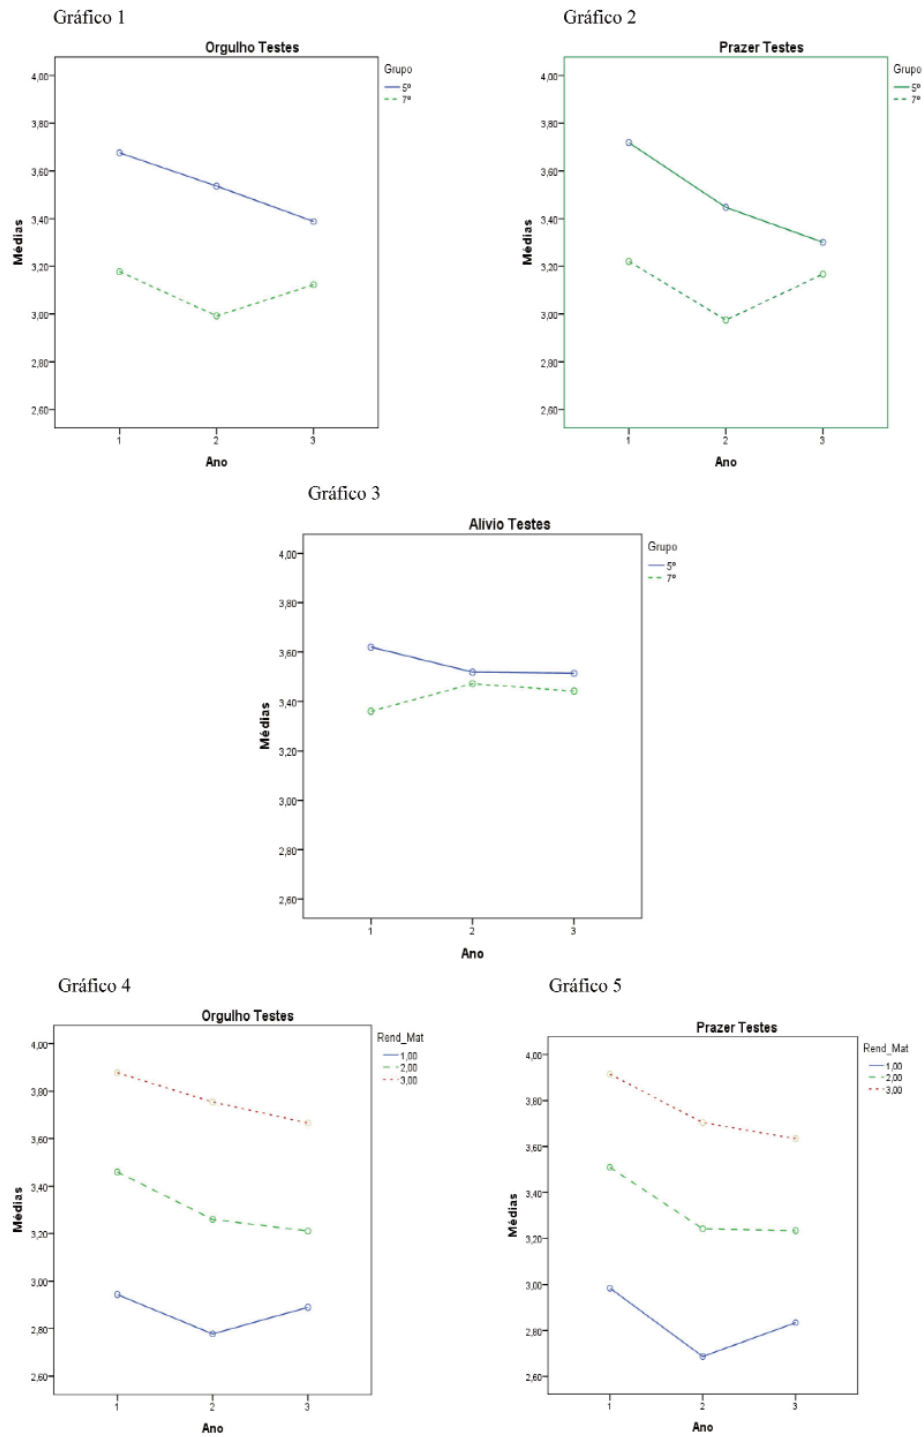 Gráfico 1
Orgulho Testes
Grupo
5º
7º
4,00
3,80
3,60
3,40
3,20
3,00
2,80
2,60
Médias
1 2 3
Ano
Gráfico 2
Prazer Testes
Grupo
5º
7º
4,00
3,80
3,60
3,40
3,20
3,00
2,80
2,60
Médias
1 2 3
Ano
Gráfico 3
Alívio Testes
Grupo
5º
7º
4,00
3,80
3,60
3,40
3,20
3,00
2,80
2,60
Médias
1 2 3
Ano
Gráfico 4
Orgulho Testes
Rend_Mat
1,00
2,00
3,00
4,00
3,80
3,60
3,40
3,20
3,00
2,80
2,60
Médias
1 2 3
Ano
Gráfico 5
Prazer Testes
Rend_Mat
1,00
2,00
3,00
4,00
3,80
3,60
3,40
3,20
3,00
2,80
2,60
Médias
1 2 3
Ano